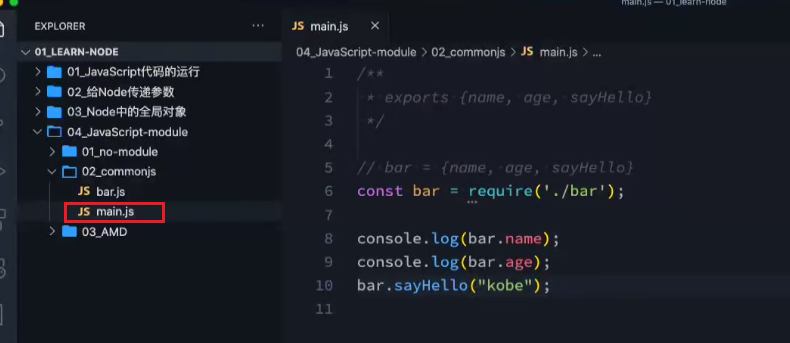 main.js — 01_learn-node
EXPLORER ...
01_LEARN-NODE
01_JavaScript代码的运行
02_给Node传递参数
03_Node中的全局对象
04_JavaScript-module
01_no-module
02_commonjs
JS bar.js
JS main.js
03_AMD
JS main.js ×
04_JavaScript-module > 02_commonjs > JS main.js > ...
1 /**
2 * exports {name, age, sayHello}
3 */
4
5 // bar = {name, age, sayHello}
6 const bar = require('./bar');
7
8 console.log(bar.name);
9 console.log(bar.age);
10 bar.sayHello("kobe");
11